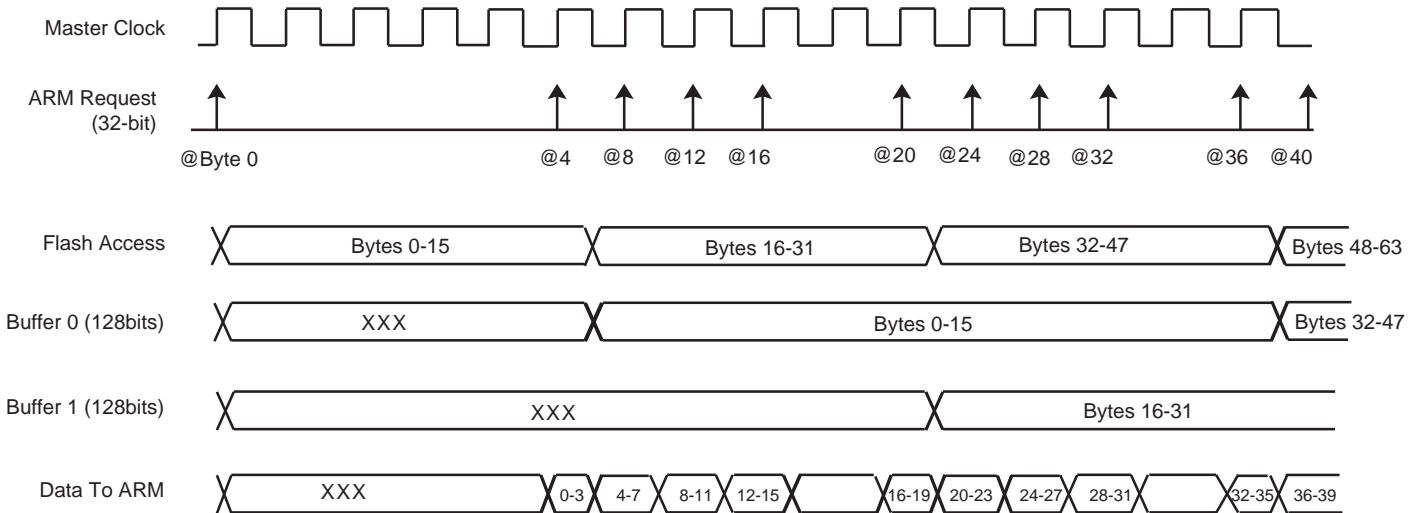 Master Clock
ARM Request
(32-bit)
@Byte 0 @4 @8 @12 @16 @20 @24 @28 @32 @36 @40
Flash Access Bytes 0-15 Bytes 16-31 Bytes 32-47 Bytes 48-63
Buffer 0 (128bits) XXX Bytes 0-15 Bytes 32-47
Buffer 1 (128bits) XXX Bytes 16-31
Data To ARM XXX 0-3 4-7 8-11 12-15 16-19 20-23 24-27 28-31 32-35 36-39